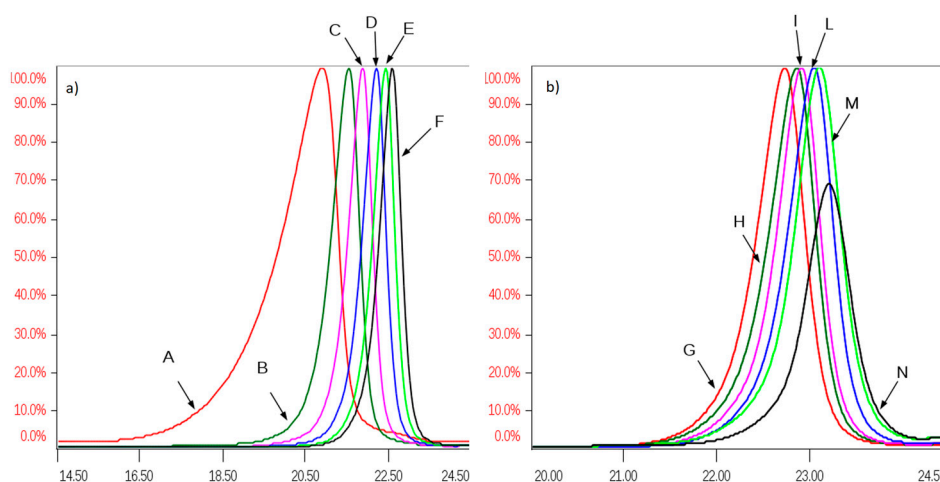 C D E I L
a) b)
100.0% 100.0%
90.0% 90.0%
M
80.0% 80.0%
F
70.0% 70.0%
60.0% 60.0%
H
50.0% 50.0%
40.0% 40.0%
30.0% 30.0%
A B G N
20.0% 20.0%
10.0% 10.0%
0.0% 0.0%
14.50 16.50 18.50 20.50 22.50 24.50 20.00 21.00 22.00 23.00 24.50